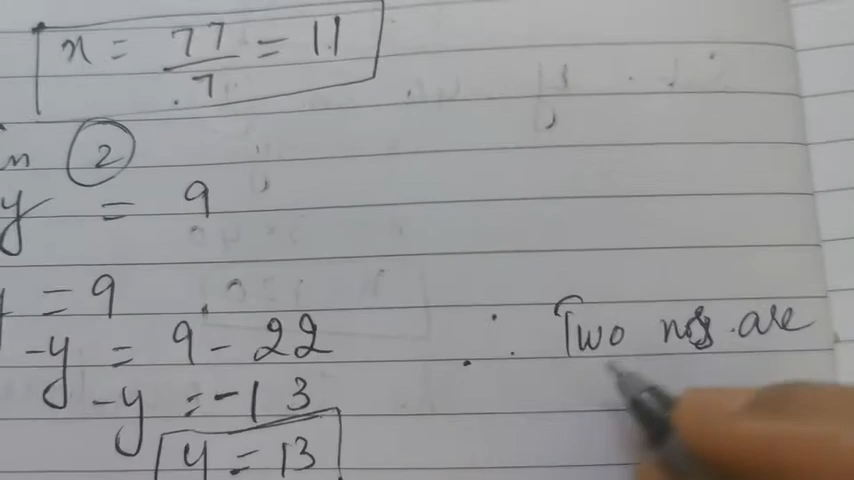 x = 77/7 = 11
n ②
y = 9
= 9
-y = 9 - 22
∴ Two nos are
-y = -13
y = 13